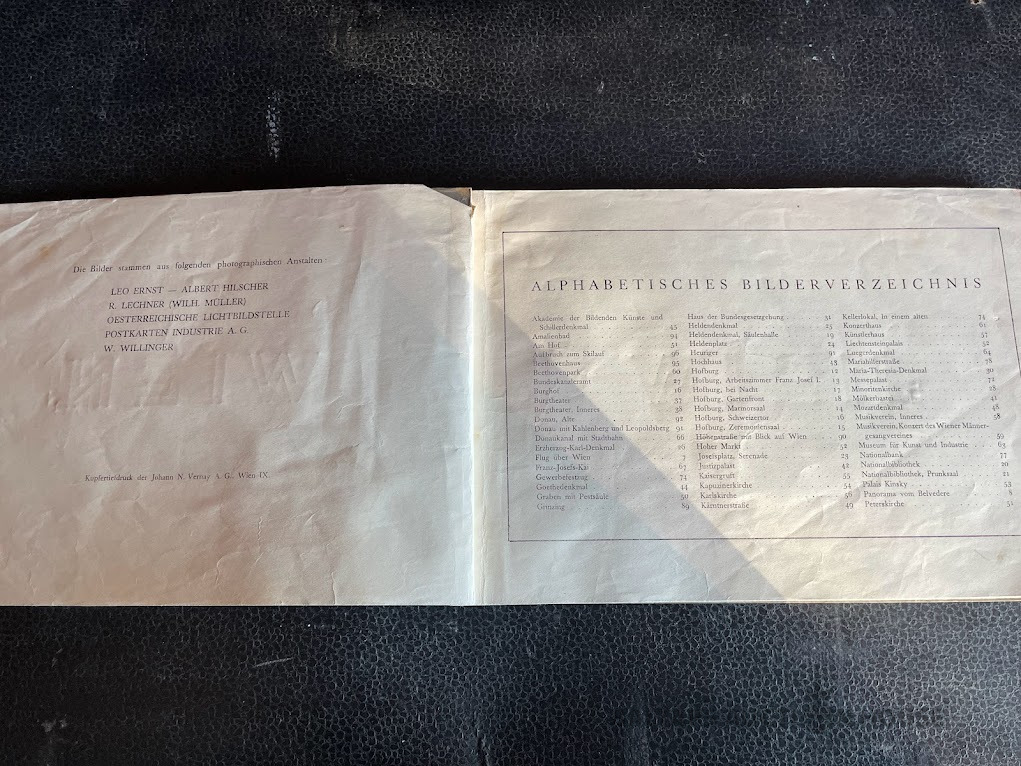 Die Bilder stammen aus folgenden photographischen Anstalten:
LEO ERNST — ALBERT HILSCHER
R. LECHNER (WILH. MÜLLER)
OESTERREICHISCHE LICHTBILDSTELLE
POSTKARTEN INDUSTRIE A. G.
W. WILLINGER
Kupfertiefdruck der Johann N. Vernay A. G., Wien-IX.
ALPHABETISCHES BILDERVERZEICHNIS
Akademie der Bildenden Künste und
Schillerdenkmal 45
Amalienbad 94
Am Hof 51
Aufbruch zum Skilauf 96
Beethovenhaus 95
Beethovenpark 60
Bundeskanzleramt 27
Burghof 16
Burgtheater 37
Burgtheater, Inneres 38
Donau, Alte 92
Donau mit Kahlenberg und Leopoldsberg 91
Donaukanal mit Stadtbahn 66
Erzherzog-Karl-Denkmal 26
Flug über Wien 7
Franz-Josefs-Kai 67
Gewerbefestzug 74
Goethedenkmal 44
Graben mit Pestsäule 50
Grinzing 89
Haus der Bundesgesetzgebung 31
Heldendenkmal 25
Heldendenkmal, Säulenhalle 19
Heldenplatz 24
Heuriger 91
Hochhaus 48
Hofburg 12
Hofburg, Arbeitszimmer Franz Josef I. 13
Hofburg, bei Nacht 17
Hofburg, Gartenfront 18
Hofburg, Marmorsaal 14
Hofburg, Schweizertor 16
Hofburg, Zeremoniensaal 15
Höhenstraße mit Blick auf Wien 90
Hoher Markt 52
Josefsplatz, Serenade 23
Justizpalast 42
Kaisergruft 55
Kapuzinerkirche 54
Karlskirche 56
Kärntnerstraße 49
Kellerlokal, in einem alten 74
Konzerthaus 61
Künstlerhaus 57
Liechtensteinpalais 52
Luegerdenkmal 64
Mariahilferstraße 78
Maria-Theresia-Denkmal 30
Messepalast 72
Minoritenkirche 28
Mölkerbastei 41
Mozartdenkmal 48
Musikverein, Inneres 58
Musikverein, Konzert des Wiener Männer-
gesangvereines 59
Museum für Kunst und Industrie 63
Nationalbank 77
Nationalbibliothek 20
Nationalbibliothek, Prunksaal 21
Palais Kinsky 53
Panorama vom Belvedere 8
Peterskirche 51